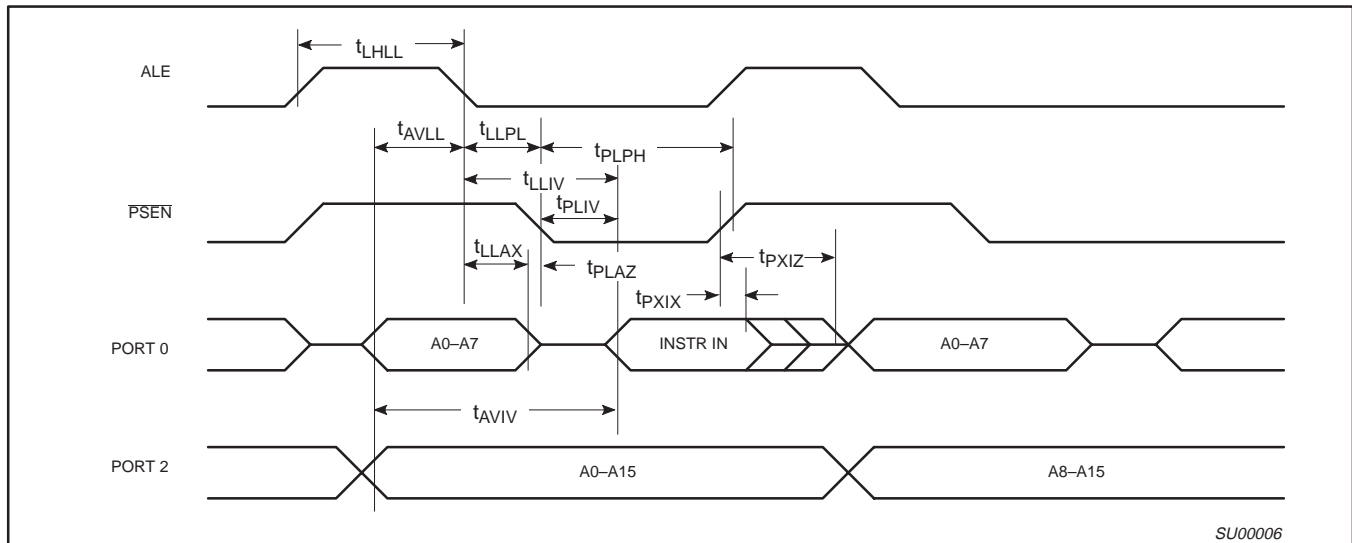 tLHLL
ALE
tAVLL tLLPL
tPLPH
tLLIV
PSEN
tPLIV
tLLAX
tPLAZ
tPXIZ
tPXIX
PORT 0 A0–A7 INSTR IN A0–A7
tAVIV
PORT 2 A0–A15 A8–A15
SU00006